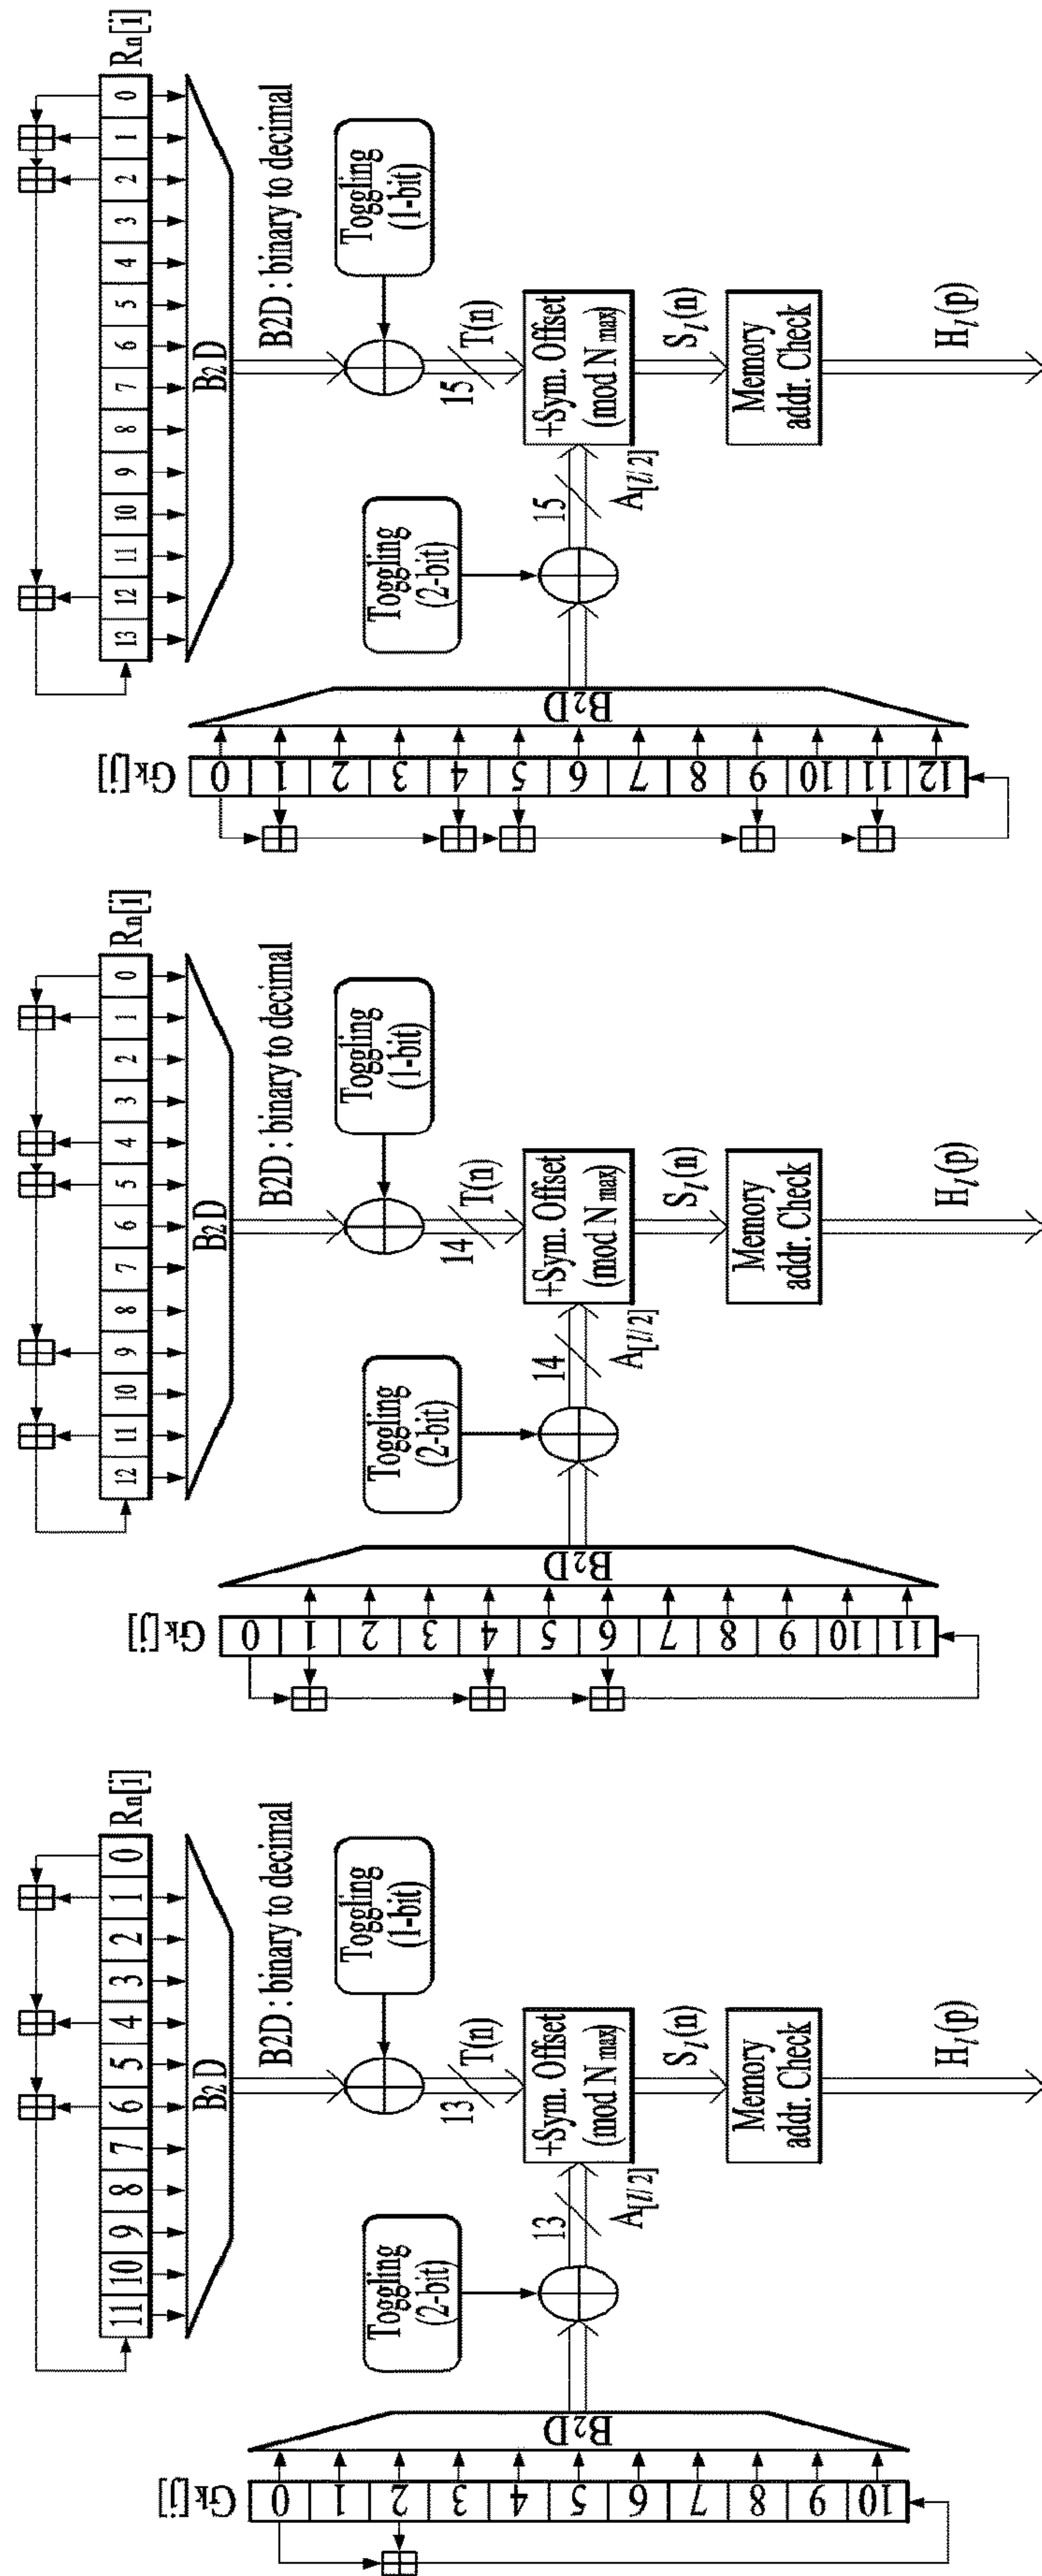 Rn[i]
13 12 11 10 9 8 7 6 5 4 3 2 1 0
B2D
B2D : binary to decimal
Toggling
(1-bit)
15
T(n)
Toggling
(2-bit)
15
A[l/2]
+Sym. Offset
(mod N max)
Sl(n)
Memory
addr. Check
Hl(p)
Gk[j]
0 1 2 3 4 5 6 7 8 9 10 11 12
B2D
Rn[i]
12 11 10 9 8 7 6 5 4 3 2 1 0
B2D
B2D : binary to decimal
Toggling
(1-bit)
14
T(n)
Toggling
(2-bit)
14
A[l/2]
+Sym. Offset
(mod N max)
Sl(n)
Memory
addr. Check
Hl(p)
Gk[j]
0 1 2 3 4 5 6 7 8 9 10 11
B2D
Rn[i]
11 10 9 8 7 6 5 4 3 2 1 0
B2D
B2D : binary to decimal
Toggling
(1-bit)
13
T(n)
Toggling
(2-bit)
13
A[l/2]
+Sym. Offset
(mod N max)
Sl(n)
Memory
addr. Check
Hl(p)
Gk[j]
0 1 2 3 4 5 6 7 8 9 10
B2D